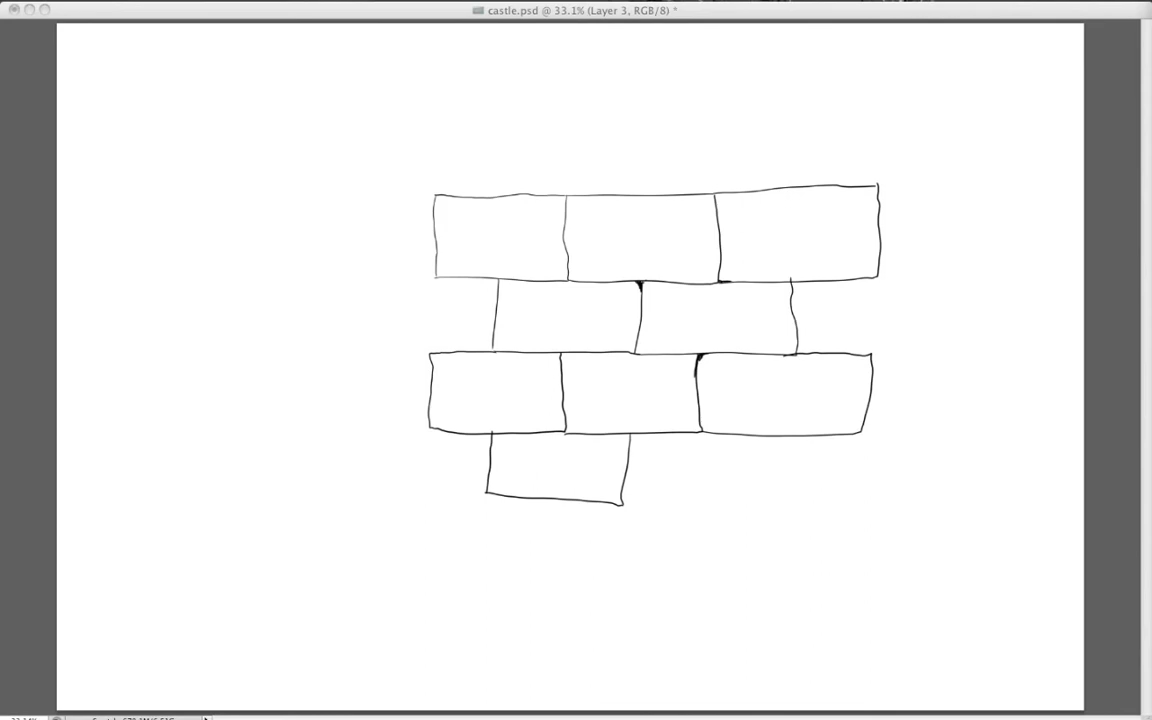 castle.psd @ 33.1% (Layer 3, RGB/8) *